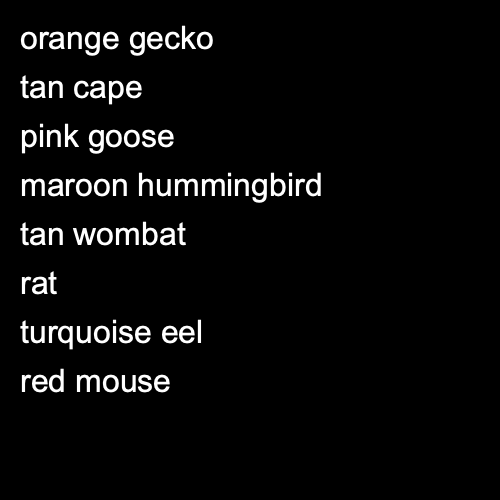 orange gecko
tan cape
pink goose
maroon hummingbird
tan wombat
rat
turquoise eel
red mouse